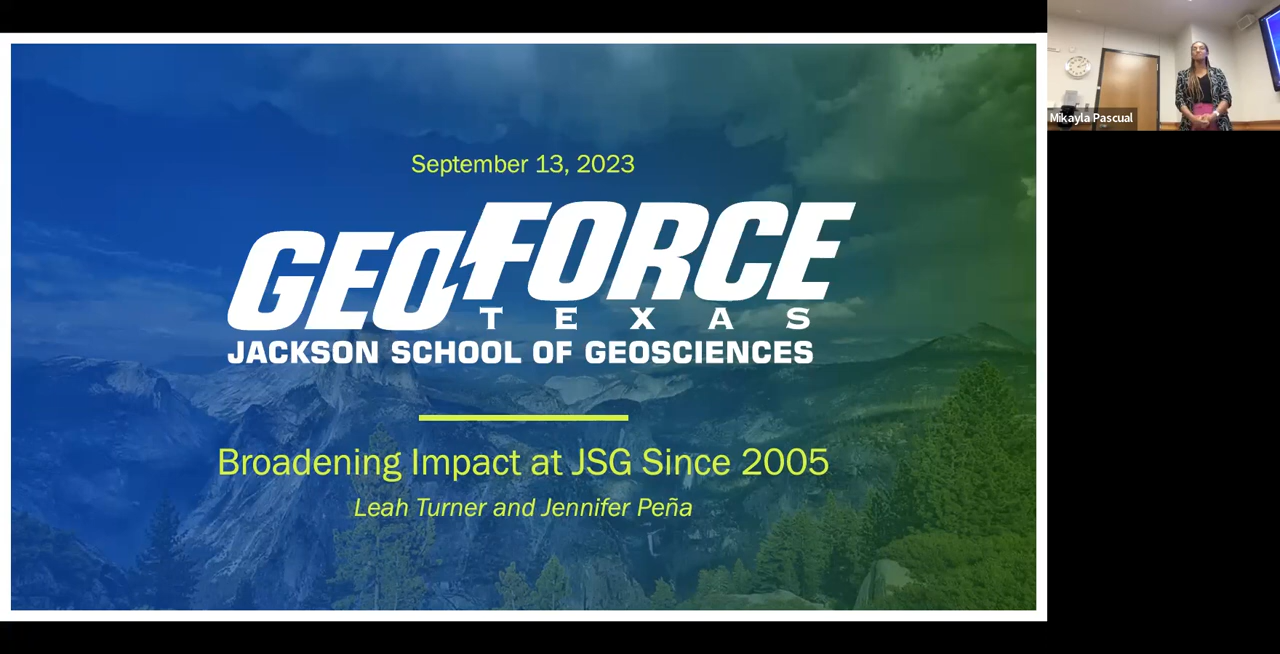 September 13, 2023
GEOFORCE
TEXAS
JACKSON SCHOOL OF GEOSCIENCES
Broadening Impact at JSG Since 2005
Leah Turner and Jennifer Peña
Mikayla Pascual